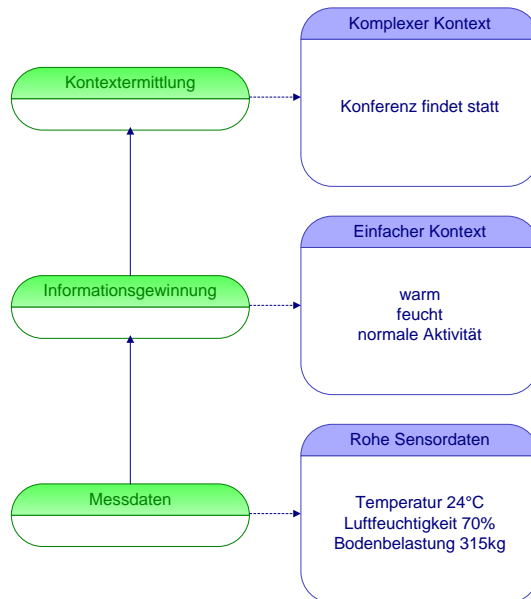 Komplexer Kontext
Kontextermittlung
Konferenz findet statt
Einfacher Kontext
Informationsgewinnung
warm
feucht
normale Aktivität
Rohe Sensordaten
Messdaten
Temperatur 24°C
Luftfeuchtigkeit 70%
Bodenbelastung 315kg